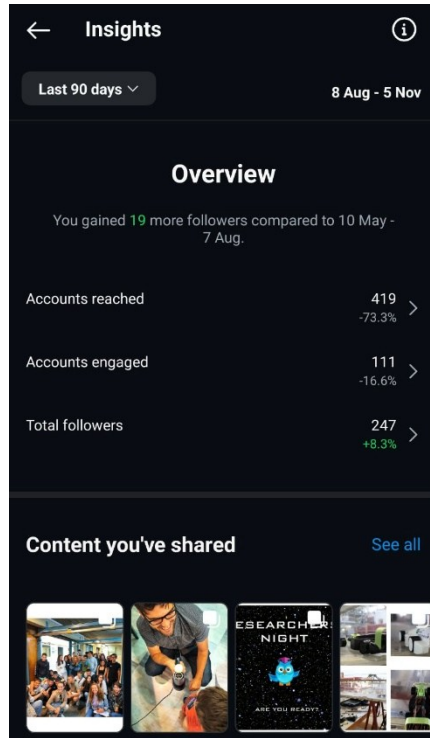 Insights
Last 90 days
8 Aug - 5 Nov
Overview
You gained 19 more followers compared to 10 May -
7 Aug.
Accounts reached
419
-73.3%
Accounts engaged
111
-16.6%
Total followers
247
+8.3%
Content you've shared
See all
ESEARCHER
NIGHT
ARE YOU READY?